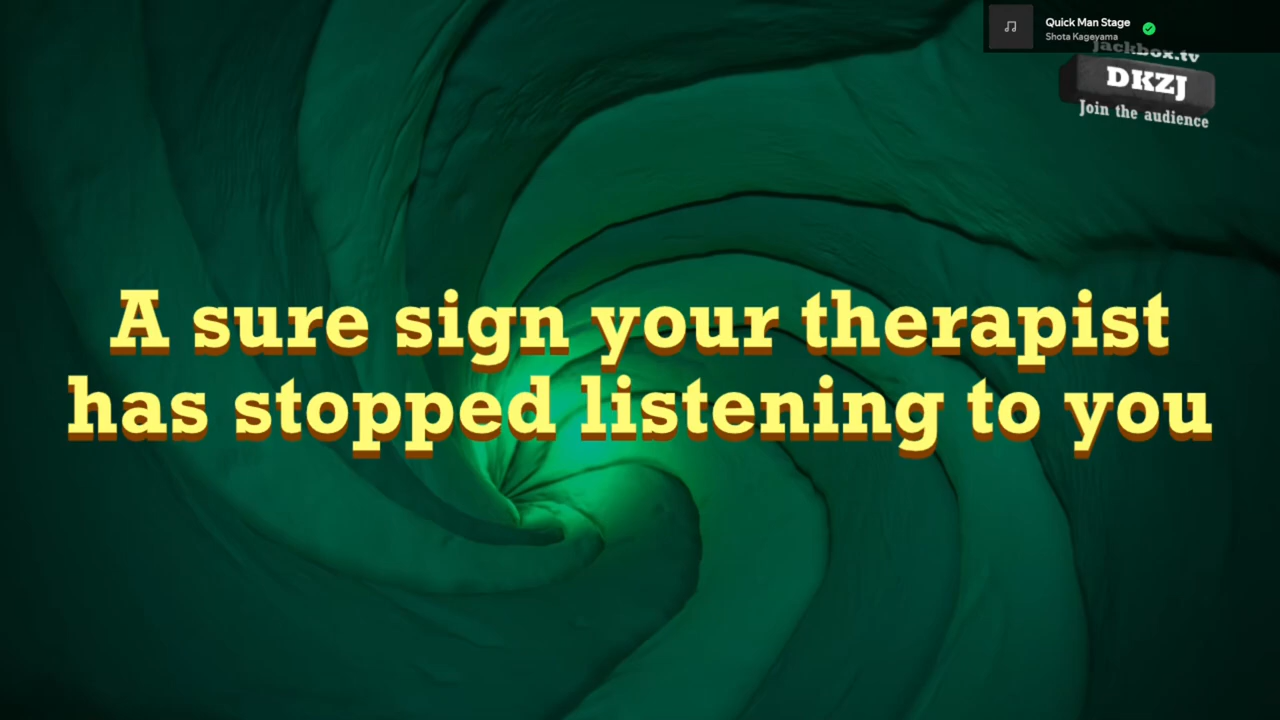 Quick Man Stage
Shota Kageyama
jackbox.tv
DKZJ
Join the audience
A sure sign your therapist
has stopped listening to you